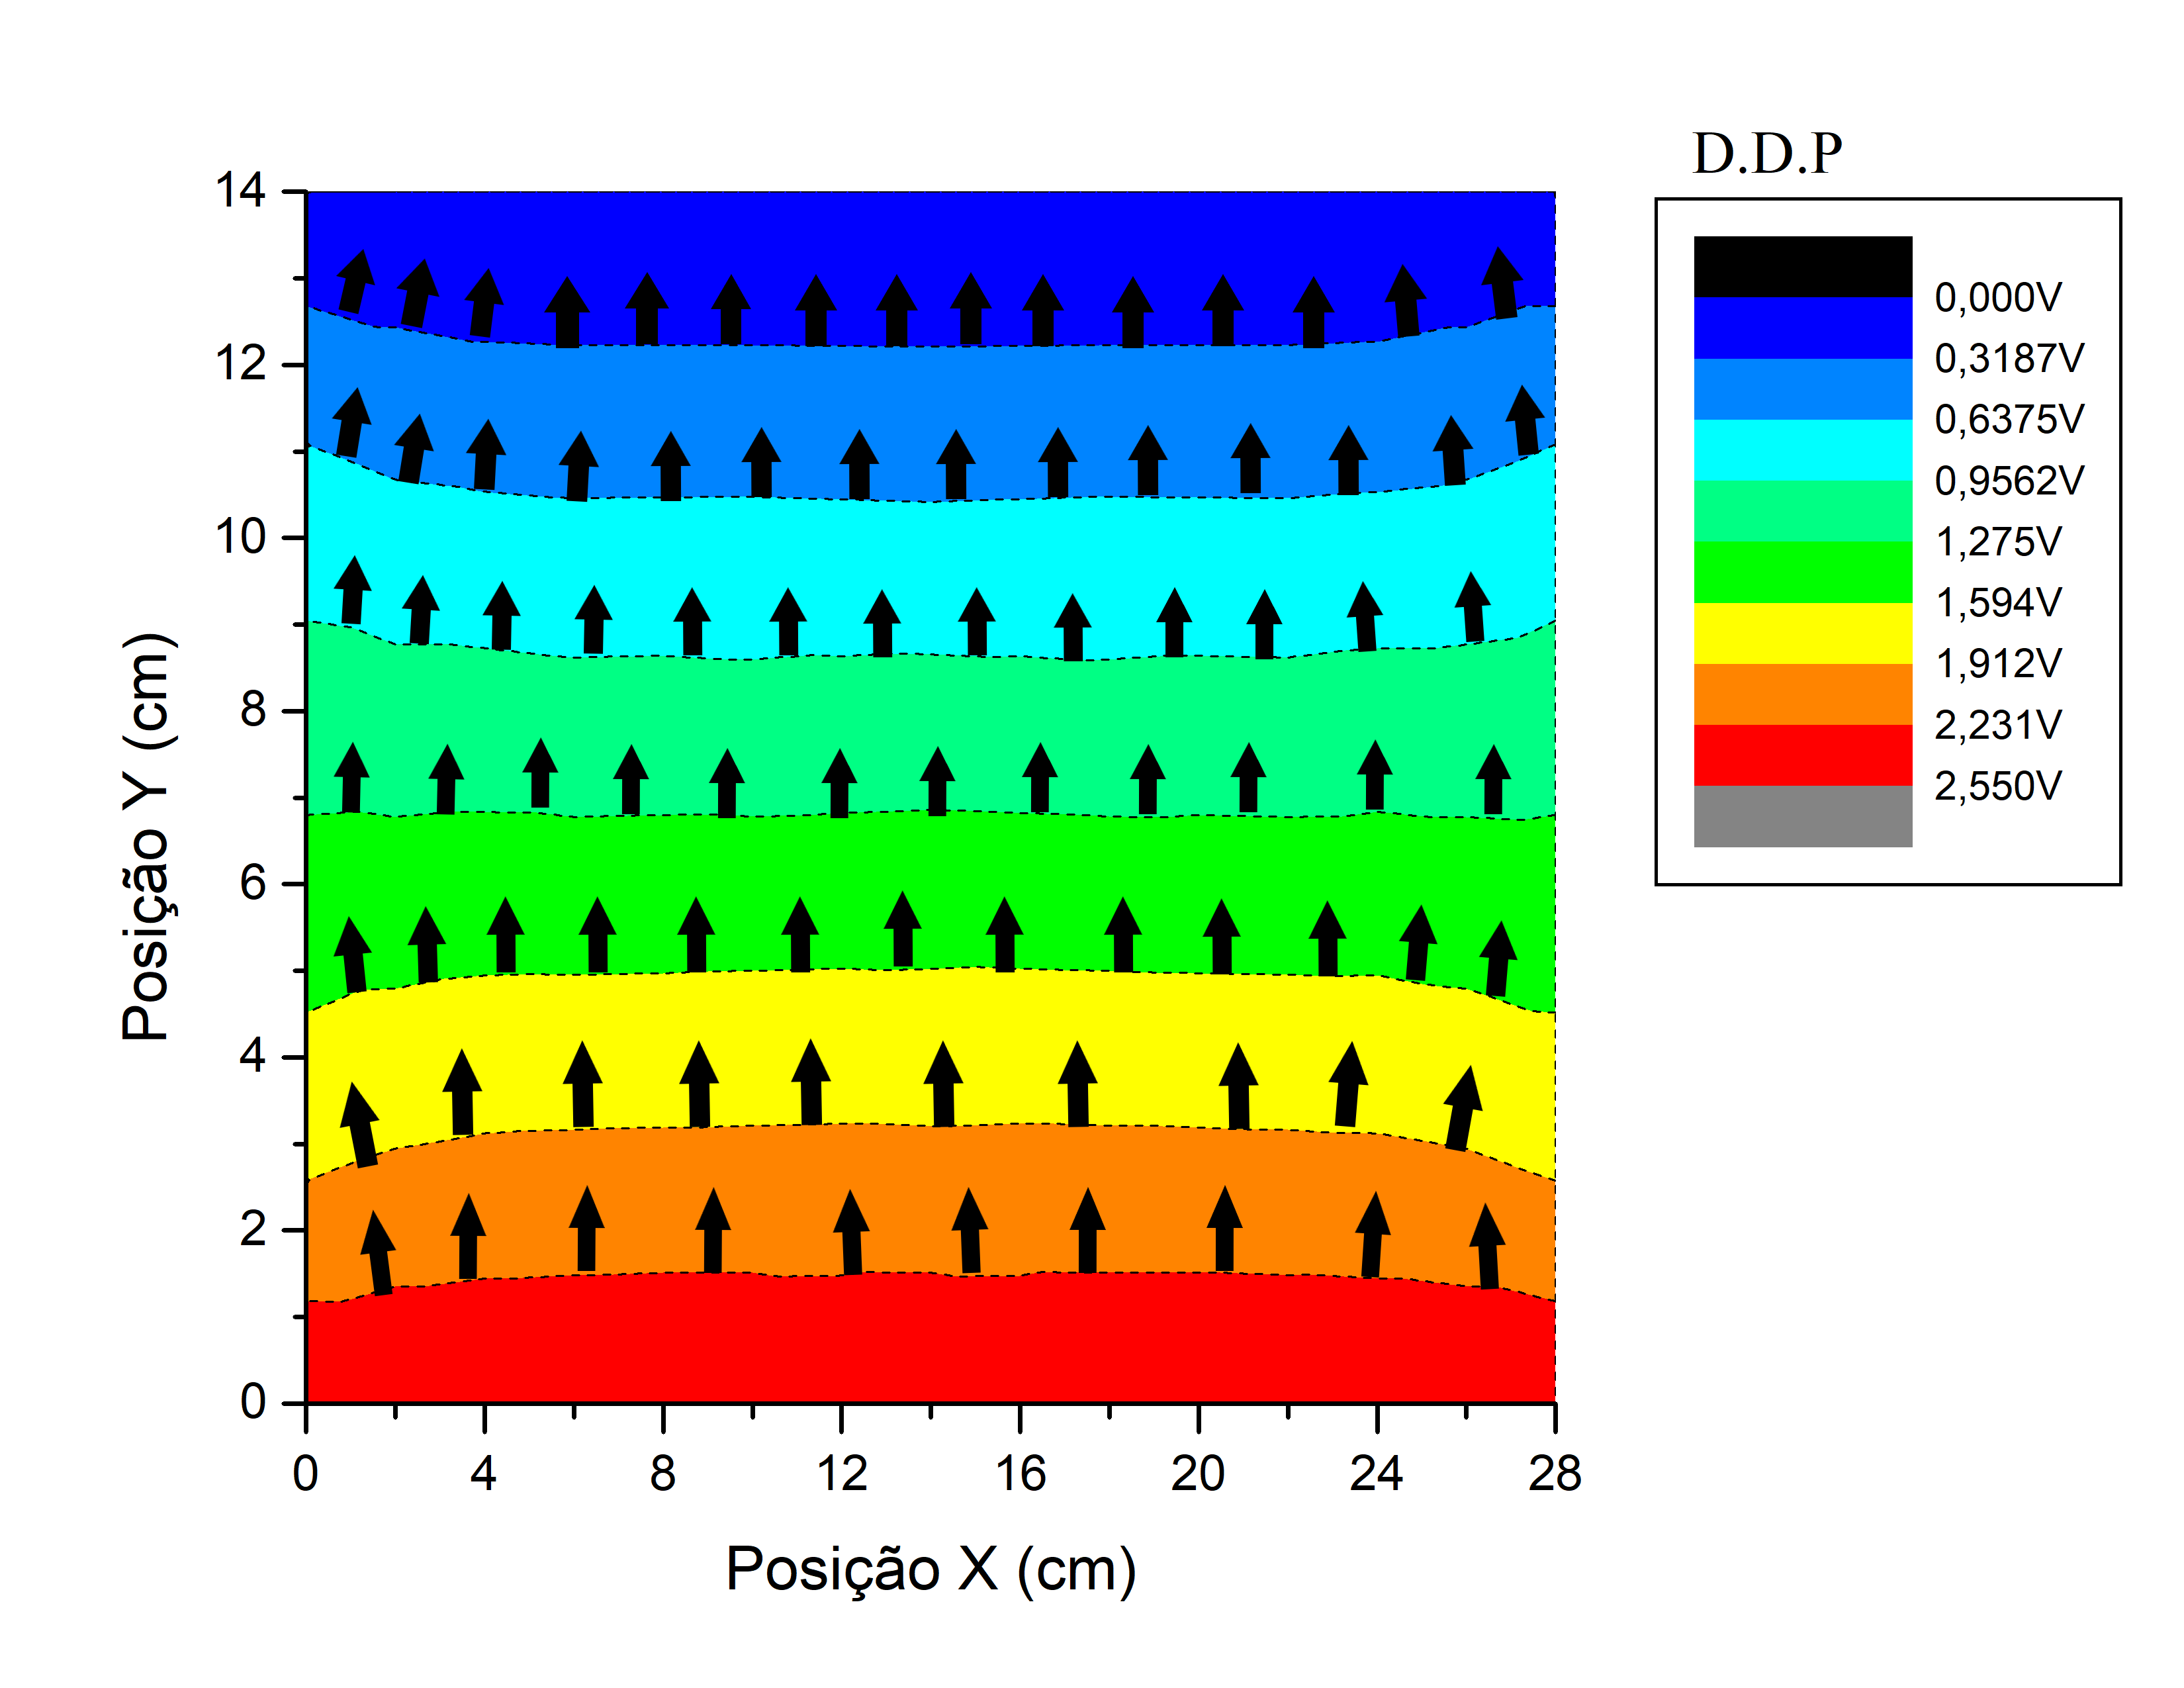 D.D.P
0,000V
0,3187V
0,6375V
0,9562V
1,275V
1,594V
1,912V
2,231V
2,550V
14
12
10
8
6
4
2
0
Posição Y (cm)
0 4 8 12 16 20 24 28
Posição X (cm)